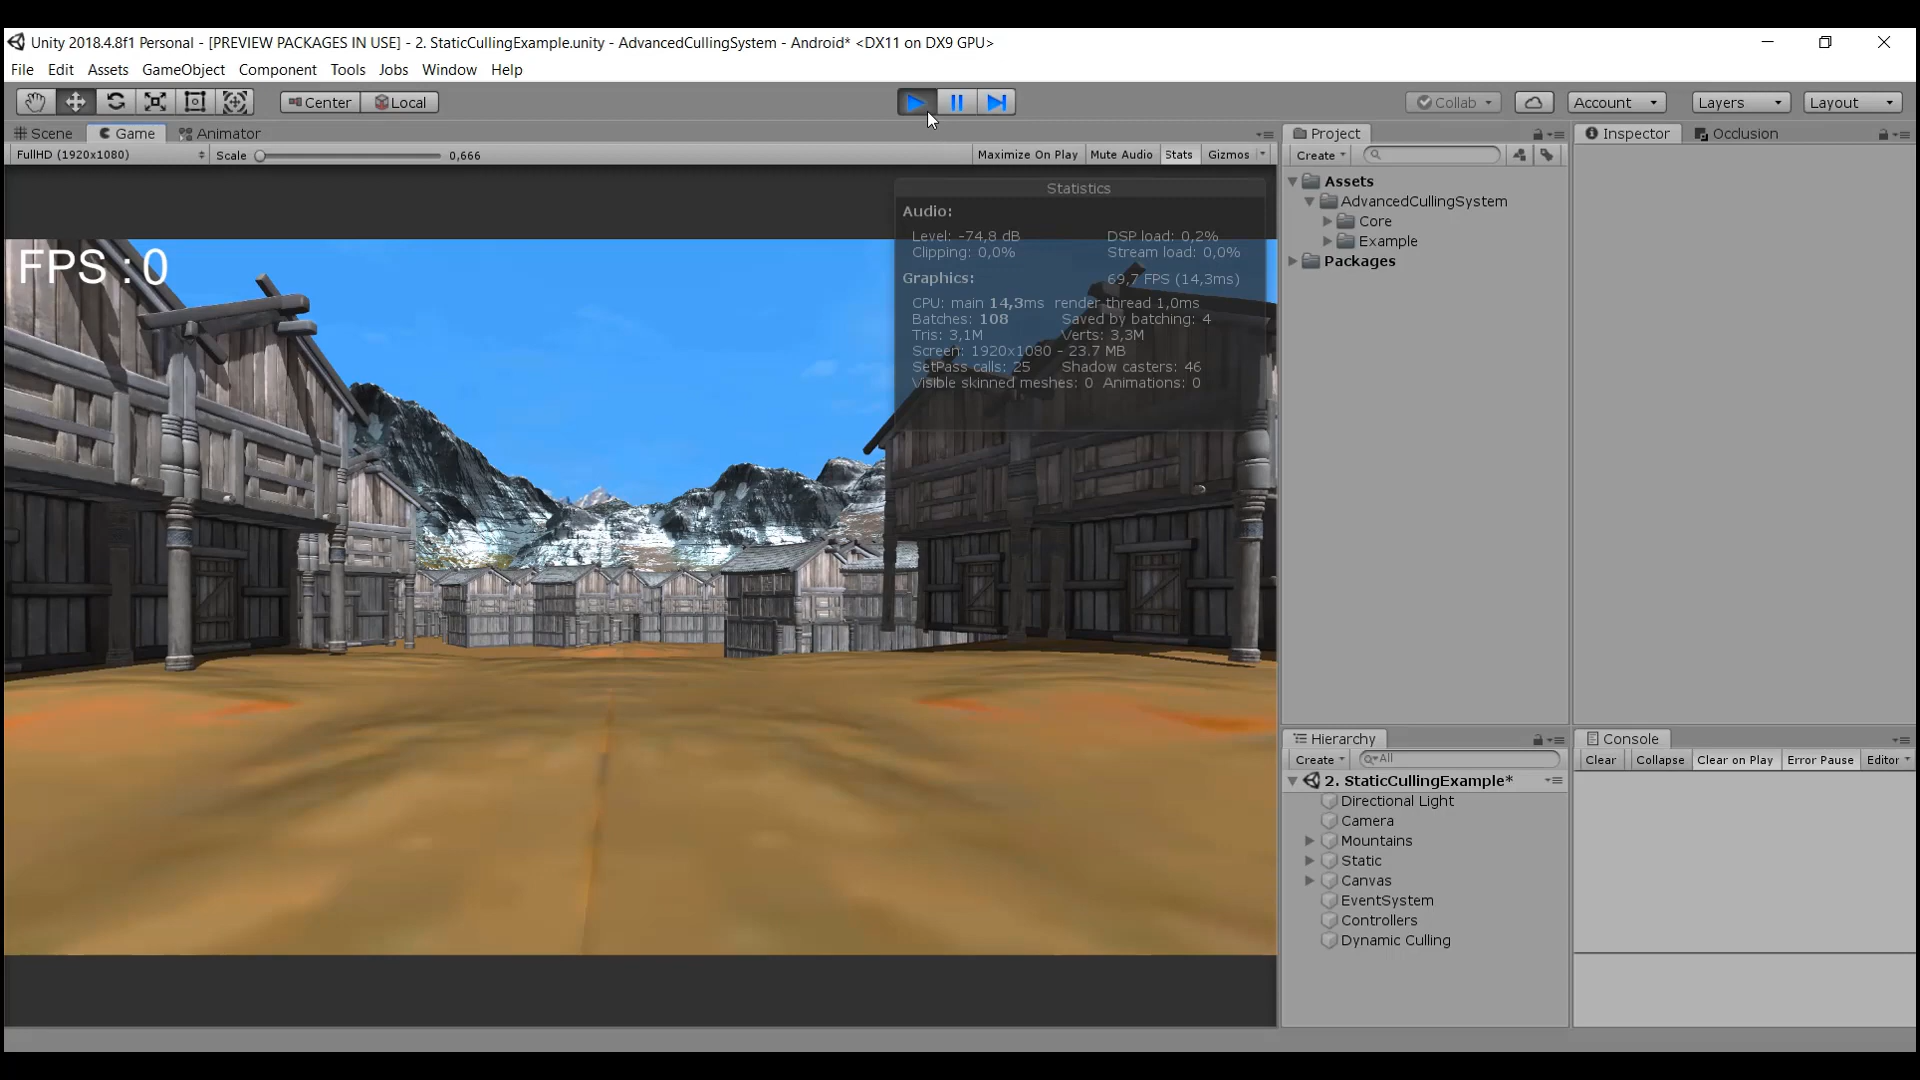 Unity 2018.4.8f1 Personal - [PREVIEW PACKAGES IN USE] - 2. StaticCullingExample.unity - AdvancedCullingSystem - Android* <DX11 on DX9 GPU>
File Edit Assets GameObject Component Tools Jobs Window Help
Center Local Collab Account Layers Layout
Scene Game Animator
FullHD (1920x1080) Scale 0,666 Maximize On Play Mute Audio Stats Gizmos
Statistics
Audio:
Level: -74,8 dB DSP load: 0,2%
Clipping: 0,0% Stream load: 0,0%
Graphics: 69,7 FPS (14,3ms)
CPU: main 14,3ms render thread 1,0ms
Batches: 108 Saved by batching: 4
Tris: 3,1M Verts: 3,3M
Screen: 1920x1080 - 23.7 MB
SetPass calls: 25 Shadow casters: 46
Visible skinned meshes: 0 Animations: 0
FPS : 0
Project
Create
Assets
AdvancedCullingSystem
Core
Example
Packages
Inspector Occlusion
Hierarchy
Create All
2. StaticCullingExample*
Directional Light
Camera
Mountains
Static
Canvas
EventSystem
Controllers
Dynamic Culling
Console
Clear Collapse Clear on Play Error Pause Editor